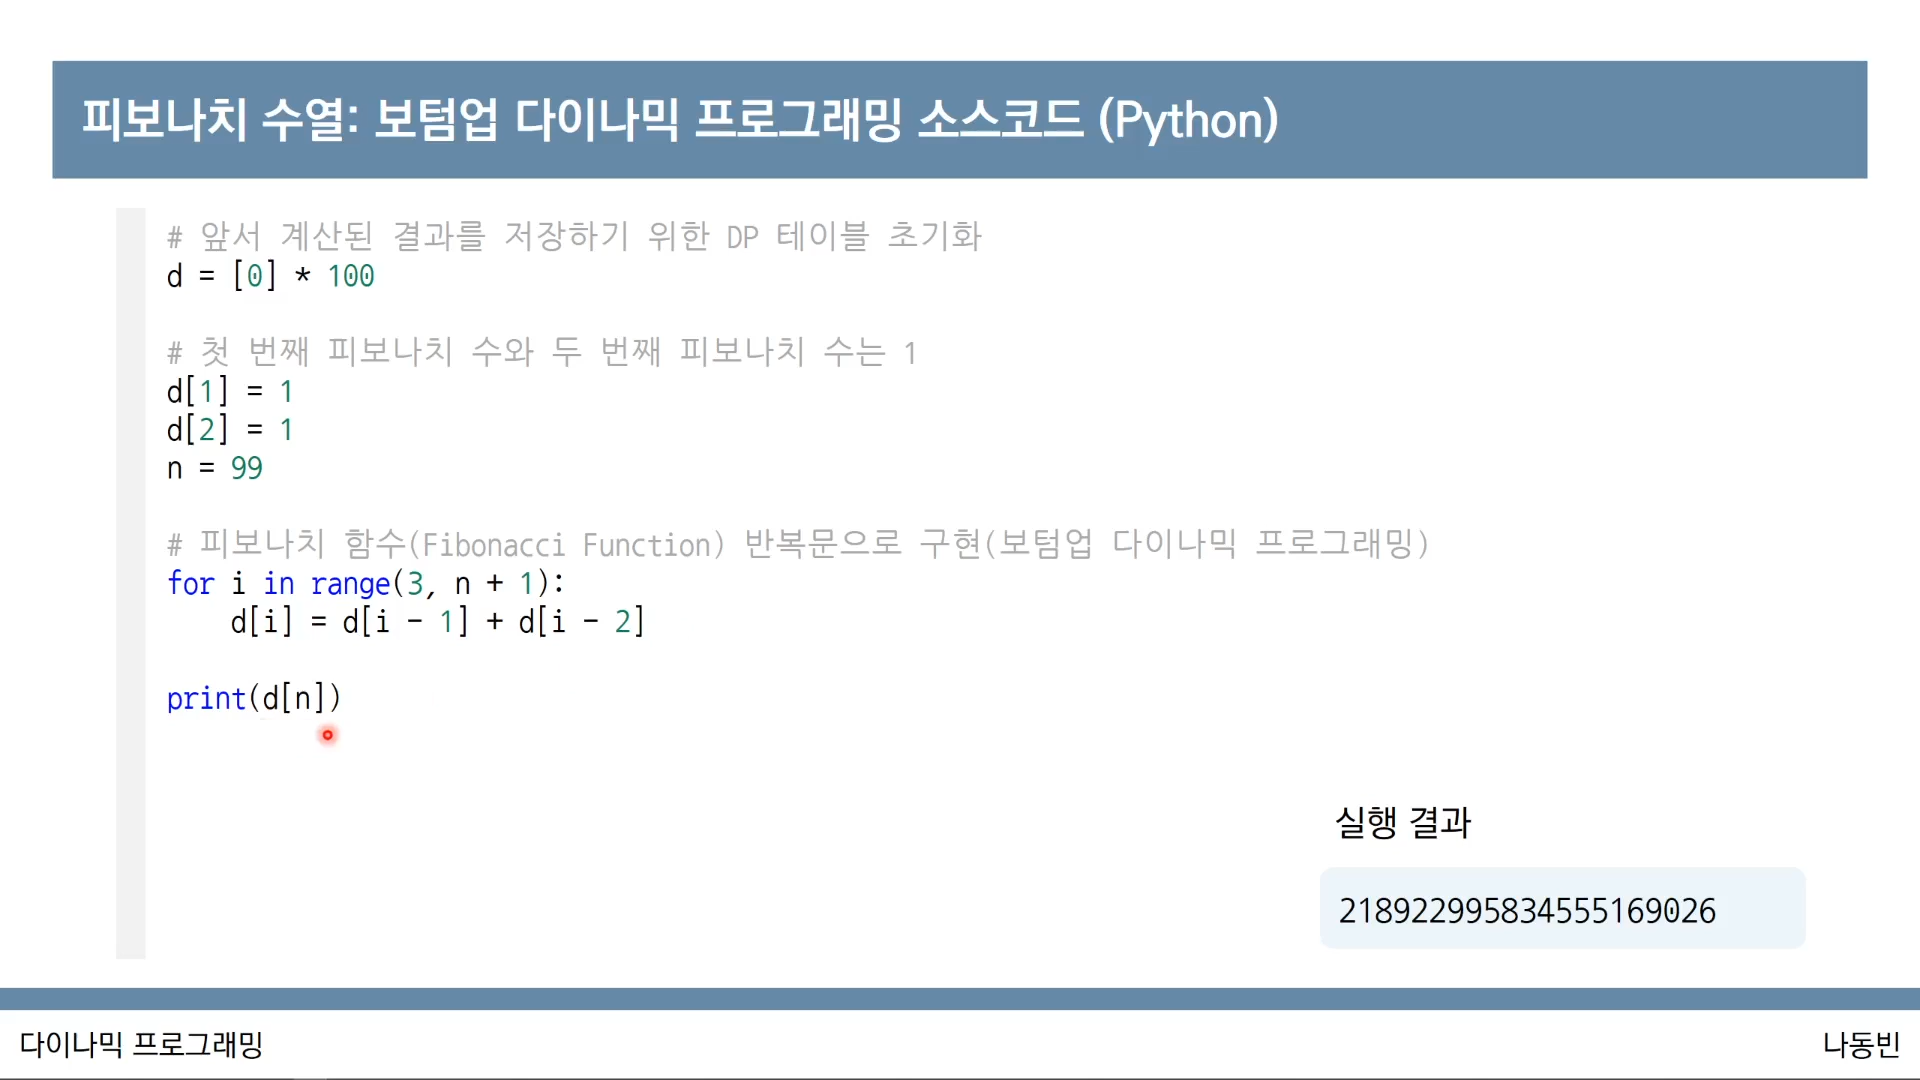 피보나치 수열: 보텀업 다이나믹 프로그래밍 소스코드 (Python)
# 앞서 계산된 결과를 저장하기 위한 DP 테이블 초기화
d = [0] * 100
# 첫 번째 피보나치 수와 두 번째 피보나치 수는 1
d[1] = 1
d[2] = 1
n = 99
# 피보나치 함수(Fibonacci Function) 반복문으로 구현(보텀업 다이나믹 프로그래밍)
for i in range(3, n + 1):
    d[i] = d[i - 1] + d[i - 2]
print(d[n])
실행 결과
218922995834555169026
다이나믹 프로그래밍
나동빈